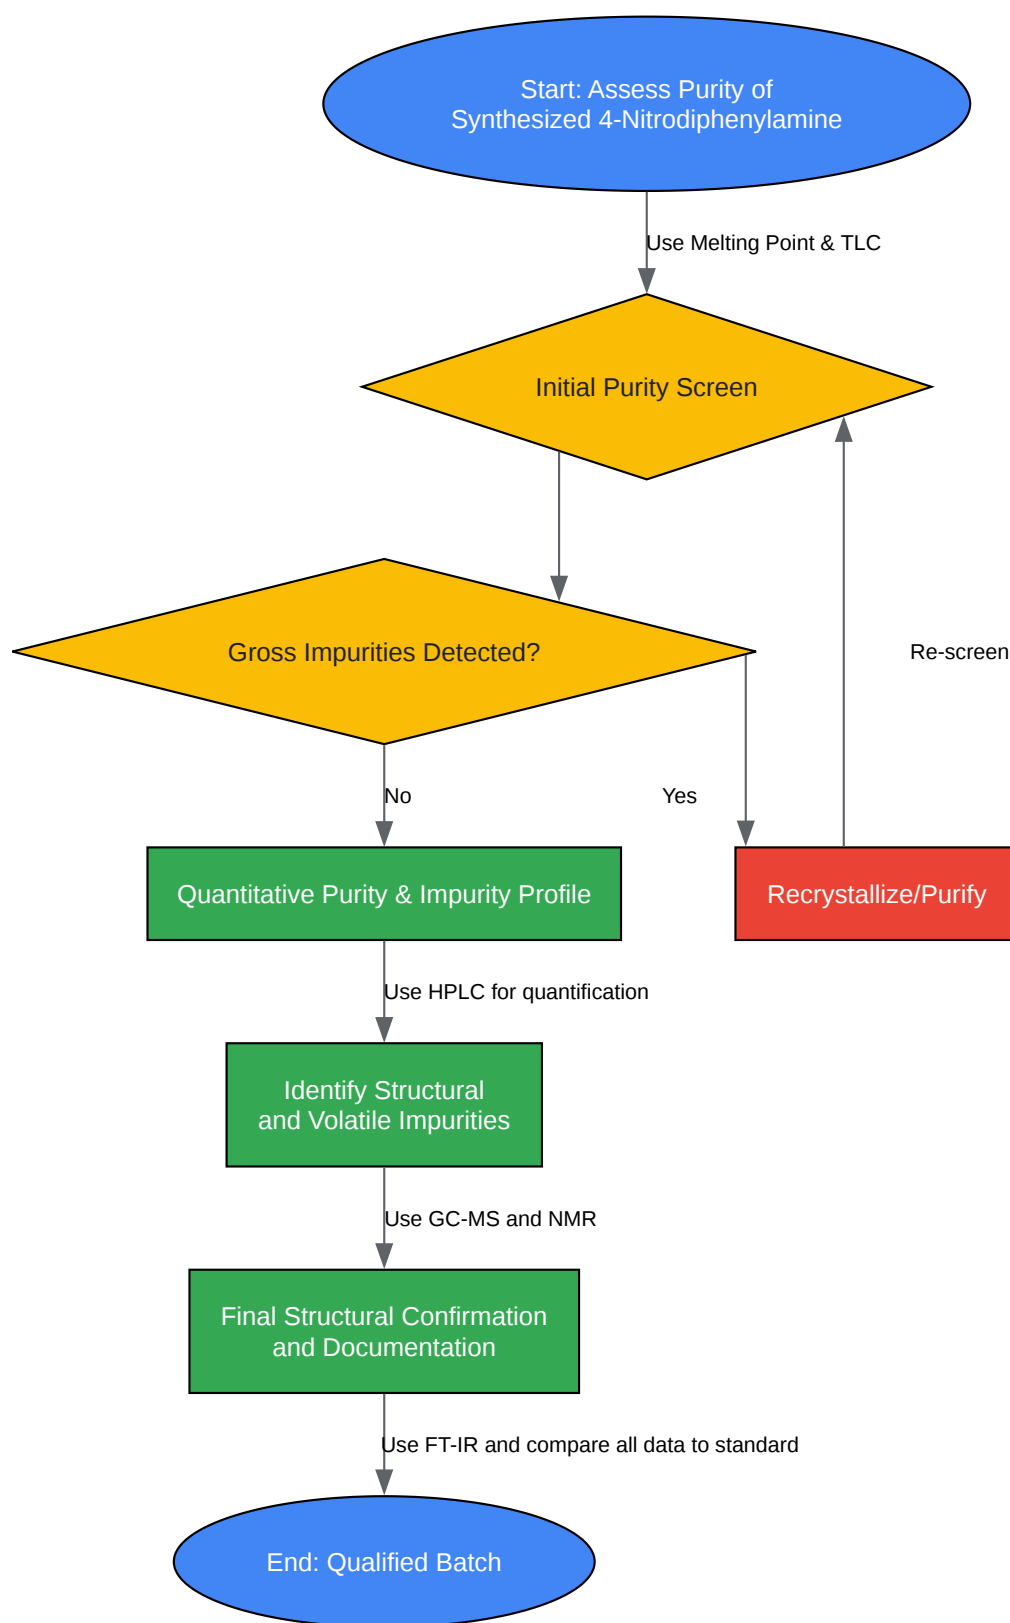 Start: Assess Purity of
Synthesized 4-Nitrodiphenylamine
Use Melting Point & TLC
Initial Purity Screen
Gross Impurities Detected?
Re-screen
No
Yes
Quantitative Purity & Impurity Profile
Recrystallize/Purify
Use HPLC for quantification
Identify Structural
and Volatile Impurities
Use GC-MS and NMR
Final Structural Confirmation
and Documentation
Use FT-IR and compare all data to standard
End: Qualified Batch